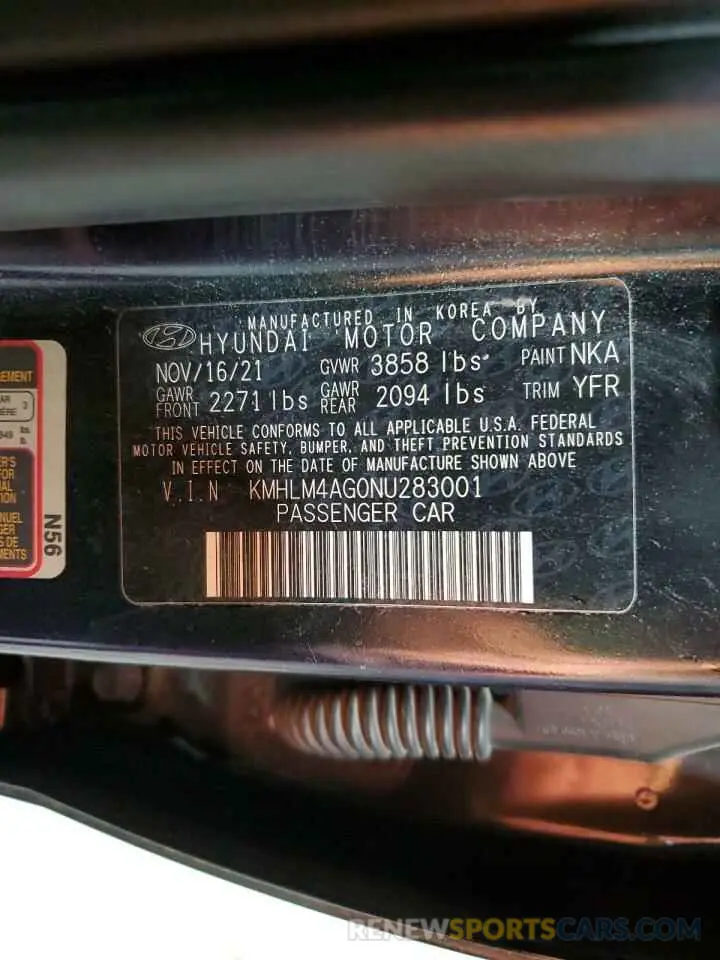 MANUFACTURED IN KOREA BY
HYUNDAI MOTOR COMPANY
NOV/16/21 GVWR 3858 lbs PAINT NKA
GAWR FRONT 2271 lbs GAWR REAR 2094 lbs TRIM YFR
THIS VEHICLE CONFORMS TO ALL APPLICABLE U.S.A. FEDERAL
MOTOR VEHICLE SAFETY, BUMPER, AND THEFT PREVENTION STANDARDS
IN EFFECT ON THE DATE OF MANUFACTURE SHOWN ABOVE
V.I.N KMHLM4AG0NU283001
PASSENGER CAR
N56
RENEWSPORTSCARS.COM